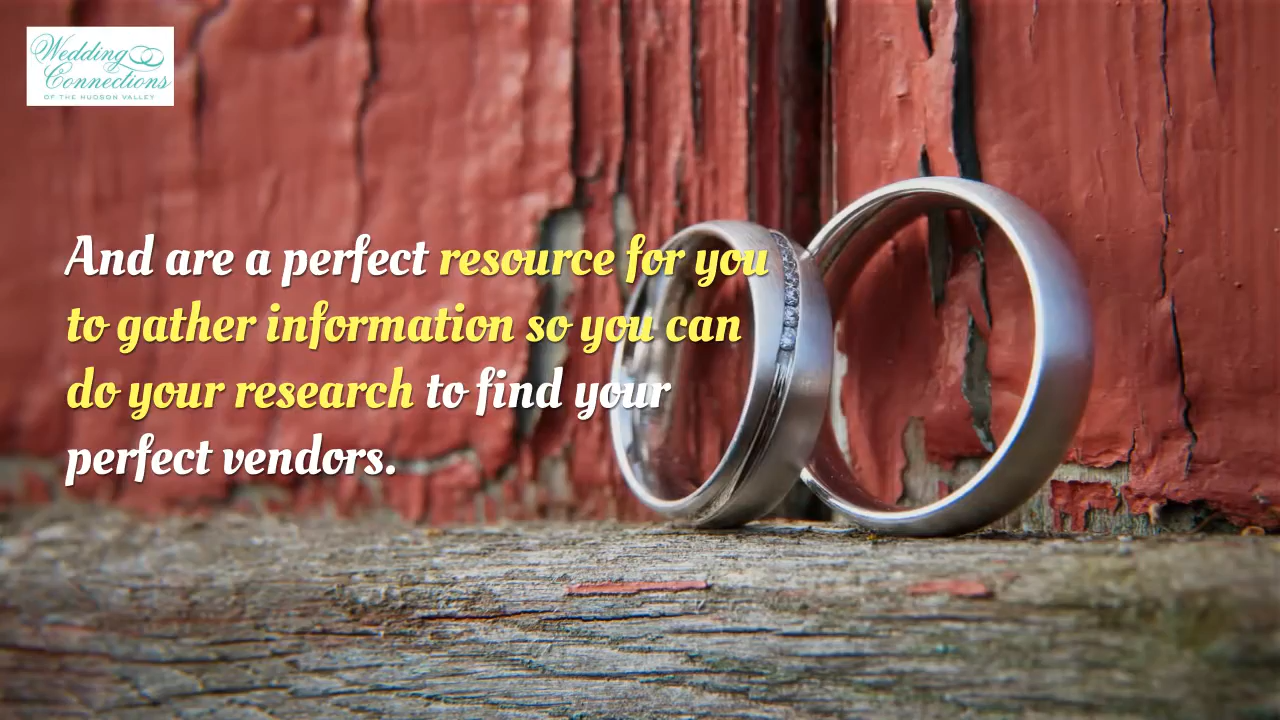 Wedding
Connections
OF THE HUDSON VALLEY
And are a perfect resource for you
to gather information so you can
do your research to find your
perfect vendors.